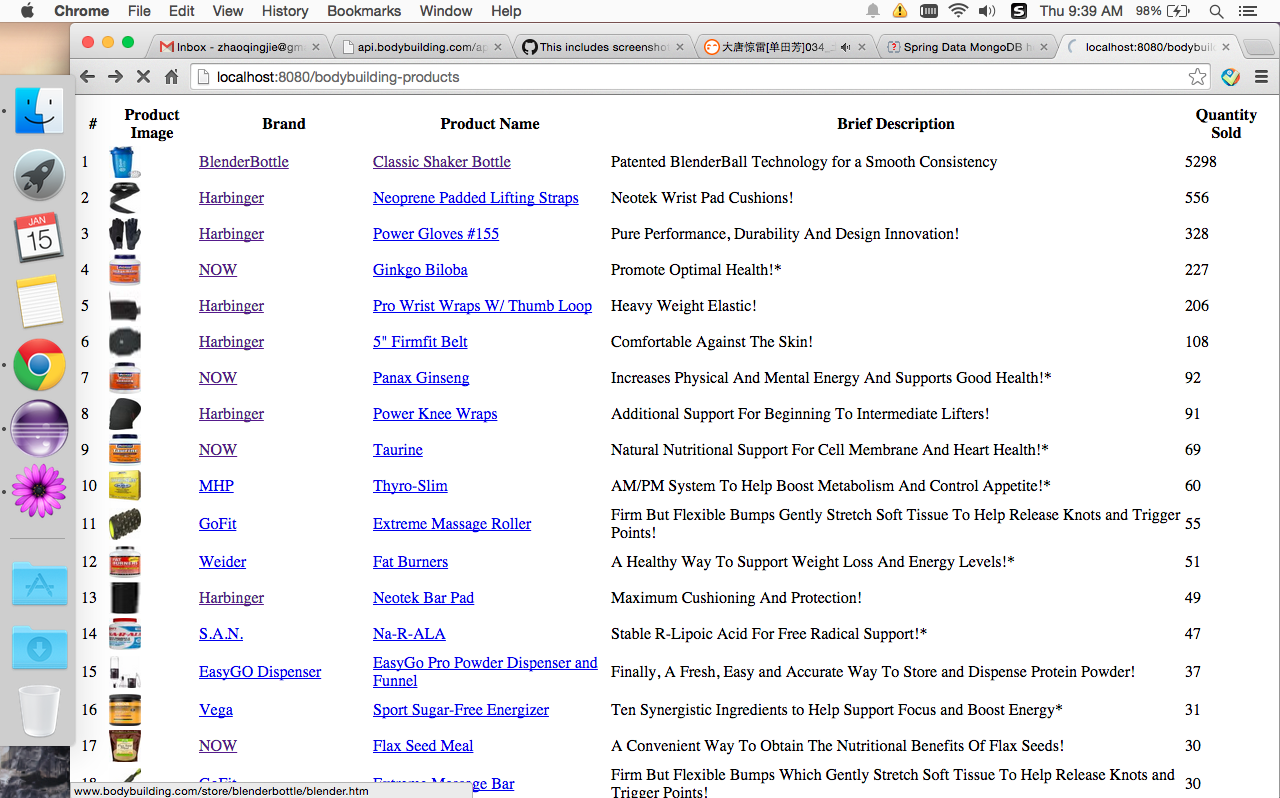 Chrome File Edit View History Bookmarks Window Help Thu 9:39 AM 98%
Inbox - zhaoqingjie@gm
api.bodybuilding.com/ap
This includes screenshot
大唐惊雷[单田芳]034_
Spring Data MongoDB h
localhost:8080/bodybuil
localhost:8080/bodybuilding-products
# Product Image Brand Product Name Brief Description Quantity Sold
1 BlenderBottle Classic Shaker Bottle Patented BlenderBall Technology for a Smooth Consistency 5298
2 Harbinger Neoprene Padded Lifting Straps Neotek Wrist Pad Cushions! 556
3 Harbinger Power Gloves #155 Pure Performance, Durability And Design Innovation! 328
4 NOW Ginkgo Biloba Promote Optimal Health!* 227
5 Harbinger Pro Wrist Wraps W/ Thumb Loop Heavy Weight Elastic! 206
6 Harbinger 5" Firmfit Belt Comfortable Against The Skin! 108
7 NOW Panax Ginseng Increases Physical And Mental Energy And Supports Good Health!* 92
8 Harbinger Power Knee Wraps Additional Support For Beginning To Intermediate Lifters! 91
9 NOW Taurine Natural Nutritional Support For Cell Membrane And Heart Health!* 69
10 MHP Thyro-Slim AM/PM System To Help Boost Metabolism And Control Appetite!* 60
11 GoFit Extreme Massage Roller Firm But Flexible Bumps Gently Stretch Soft Tissue To Help Release Knots and Trigger Points! 55
12 Weider Fat Burners A Healthy Way To Support Weight Loss And Energy Levels!* 51
13 Harbinger Neotek Bar Pad Maximum Cushioning And Protection! 49
14 S.A.N. Na-R-ALA Stable R-Lipoic Acid For Free Radical Support!* 47
15 EasyGO Dispenser EasyGo Pro Powder Dispenser and Funnel Finally, A Fresh, Easy and Accurate Way To Store and Dispense Protein Powder! 37
16 Vega Sport Sugar-Free Energizer Ten Synergistic Ingredients to Help Support Focus and Boost Energy* 31
17 NOW Flax Seed Meal A Convenient Way To Obtain The Nutritional Benefits Of Flax Seeds! 30
18 GoFit Extreme Massage Bar Firm But Flexible Bumps Which Gently Stretch Soft Tissue To Help Release Knots and Trigger Points! 30
www.bodybuilding.com/store/blenderbottle/blender.htm
JAN
15